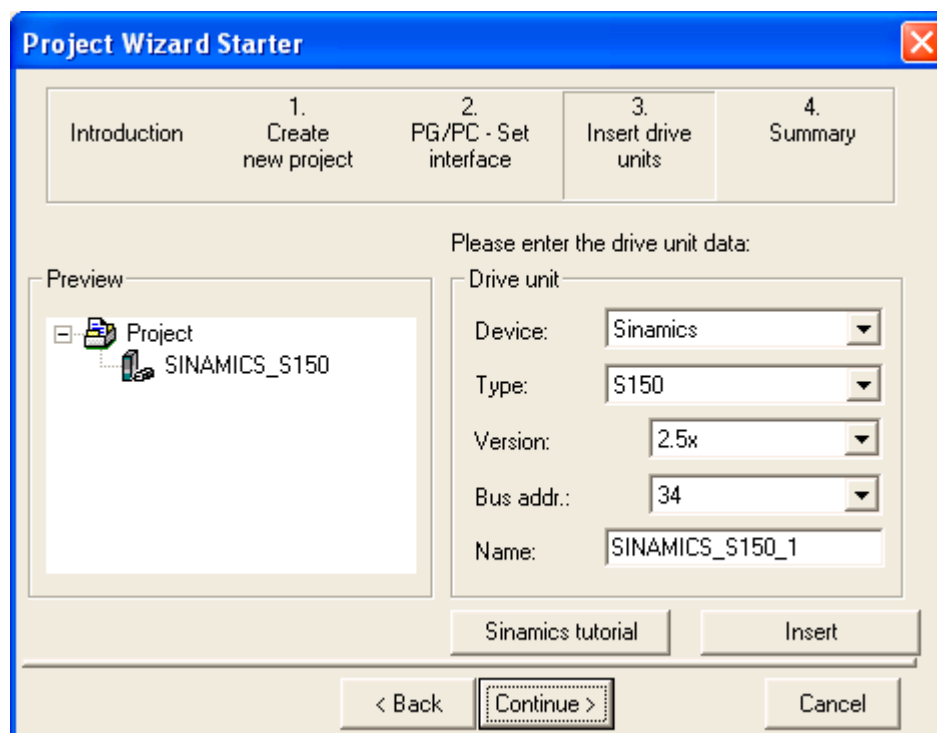 Project Wizard Starter
Introduction
1.
Create
new project
2.
PG/PC - Set
interface
3.
Insert drive
units
4.
Summary
Please enter the drive unit data:
Preview
Project
SINAMICS_S150
Drive unit
Device: Sinamics
Type: S150
Version: 2.5x
Bus addr.: 34
Name: SINAMICS_S150_1
Sinamics tutorial
Insert
< Back
Continue >
Cancel